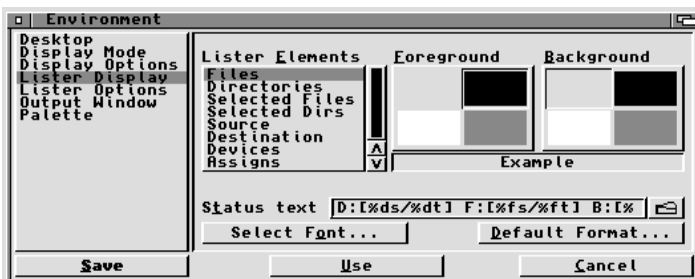 Environment
Desktop
Display Mode
Display Options
Lister Display
Lister Options
Output Window
Palette
Lister Elements
Files
Directories
Selected Files
Selected Dirs
Source
Destination
Devices
Assigns
Foreground
Background
Example
Status text D:[%ds/%dt] F:[%fs/%ft] B:[%
Select Font...
Default Format...
Save
Use
Cancel